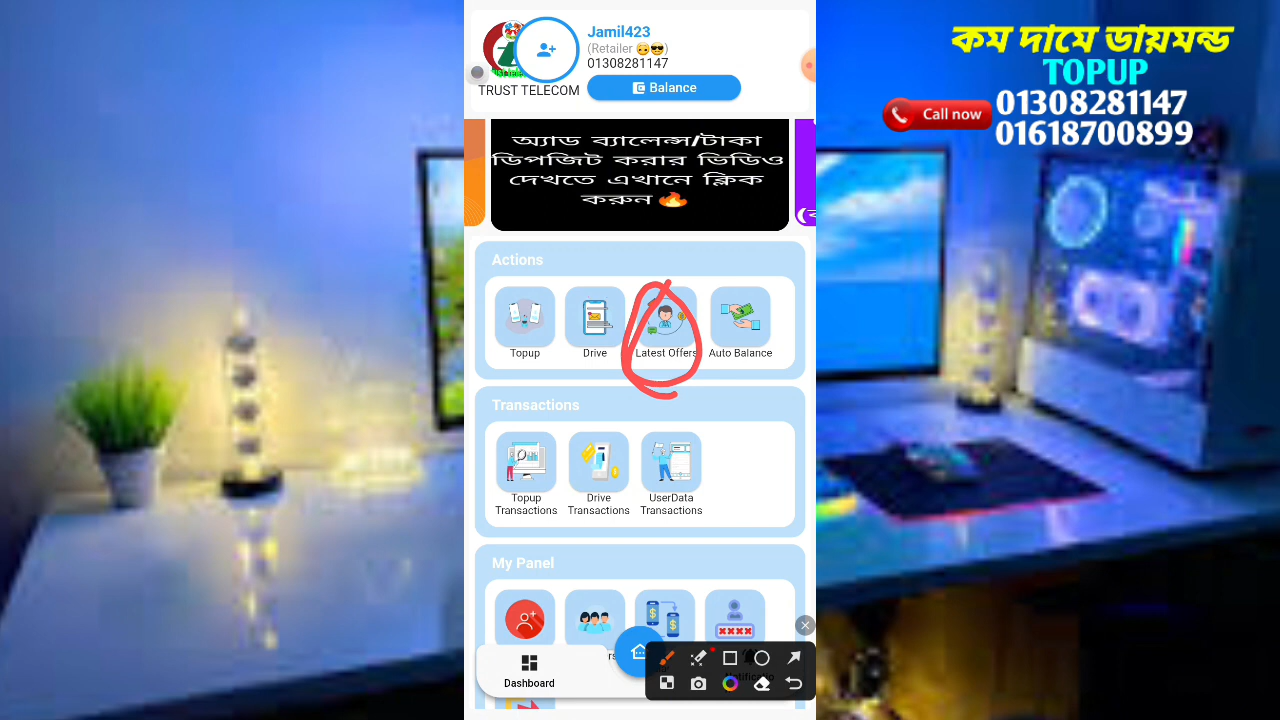 Jamil423
(Retailer 😏😎)
01308281147
TRUST TELECOM
Balance
অ্যাড ব্যালেন্স/টাকা
ডিপজিট করার ভিডিও
দেখতে এখানে ক্লিক
করুন 🔥
Actions
Topup
Drive
Latest Offers
Auto Balance
Transactions
Topup Transactions
Drive Transactions
UserData Transactions
My Panel
Dashboard
কম দামে ডায়মন্ড
TOPUP
Call now
01308281147
01618700899